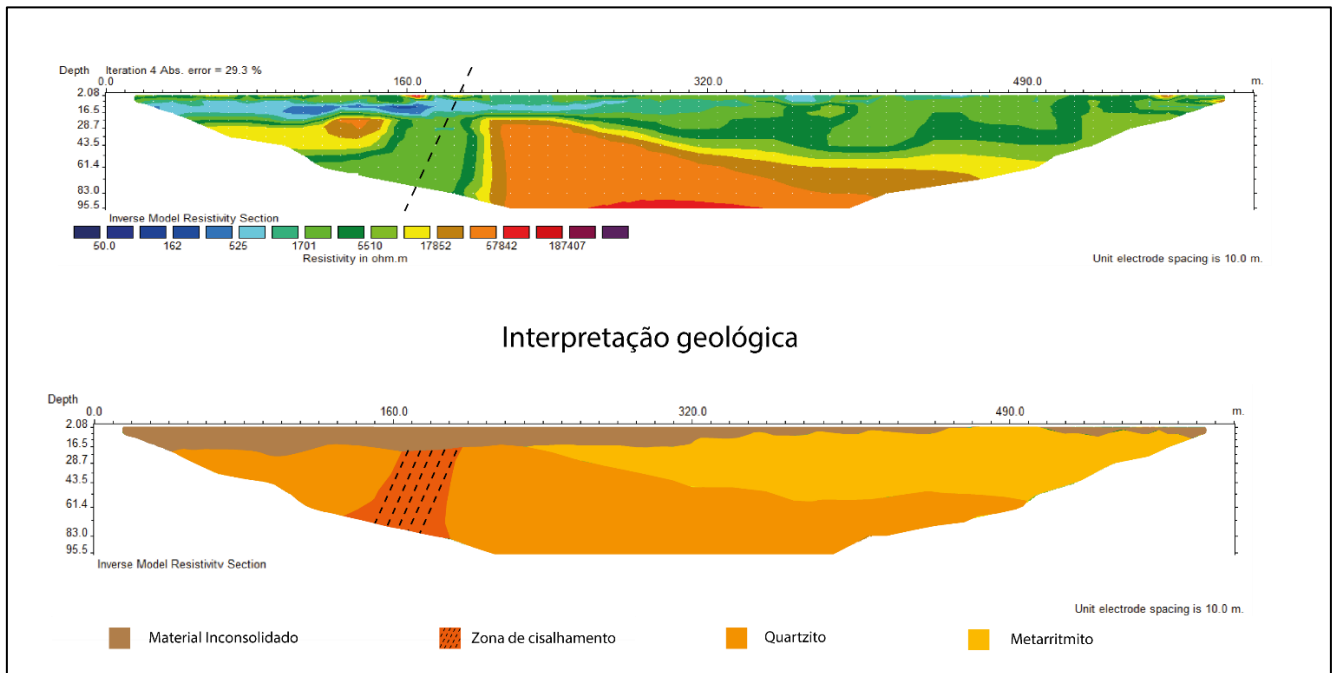 Depth Iteration 4 Abs. error = 29.3 %
0.0 160.0 320.0 490.0 m.
2.08
16.5
28.7
43.5
61.4
83.0
95.5
Inverse Model Resistivity Section
50.0 162 525 1701 5510 17852 57842 187407
Resistivity in ohm.m
Unit electrode spacing is 10.0 m.
Interpretação geológica
Depth
0.0 160.0 320.0 490.0 m.
2.08
16.5
28.7
43.5
61.4
83.0
95.5
Inverse Model Resistivity Section
Unit electrode spacing is 10.0 m.
Material Inconsolidado Zona de cisalhamento Quartzito Metarritmito